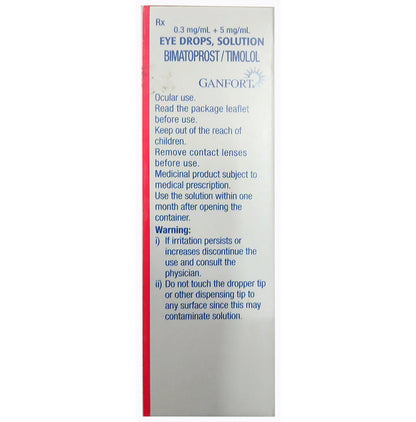 Rx
0.3 mg/mL + 5 mg/mL
EYE DROPS, SOLUTION
BIMATOPROST/TIMOLOL
GANFORT
Ocular use.
Read the package leaflet
before use.
Keep out of the reach of
children.
Remove contact lenses
before use.
Medicinal product subject to
medical prescription.
Use the solution within one
month after opening the
container.
Warning:
i) If irritation persists or
increases discontinue the
use and consult the
physician.
ii) Do not touch the dropper tip
or other dispensing tip to
any surface since this may
contaminate solution.